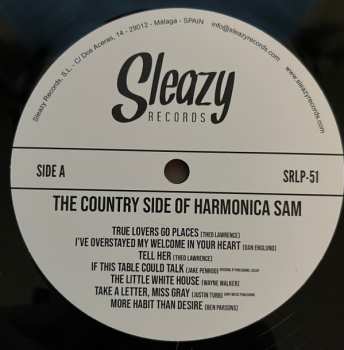 Sleazy Records, S.L. - C/ Dos Aceras, 14 - 29012 - Málaga - SPAIN
info@sleazyrecords.com
www.sleazyrecords.com
Sleazy
RECORDS
SIDE A
SRLP-51
THE COUNTRY SIDE OF HARMONICA SAM
TRUE LOVERS GO PLACES (THEO LAWRENCE)
I'VE OVERSTAYED MY WELCOME IN YOUR HEART (DAN ENGLUND)
TELL HER (THEO LAWRENCE)
IF THIS TABLE COULD TALK (JAKE PENROD)
THE LITTLE WHITE HOUSE (WAYNE WALKER)
TAKE A LETTER, MISS GRAY (JUSTIN TUBB)
MORE HABIT THAN DESIRE (BEN PARSONS)